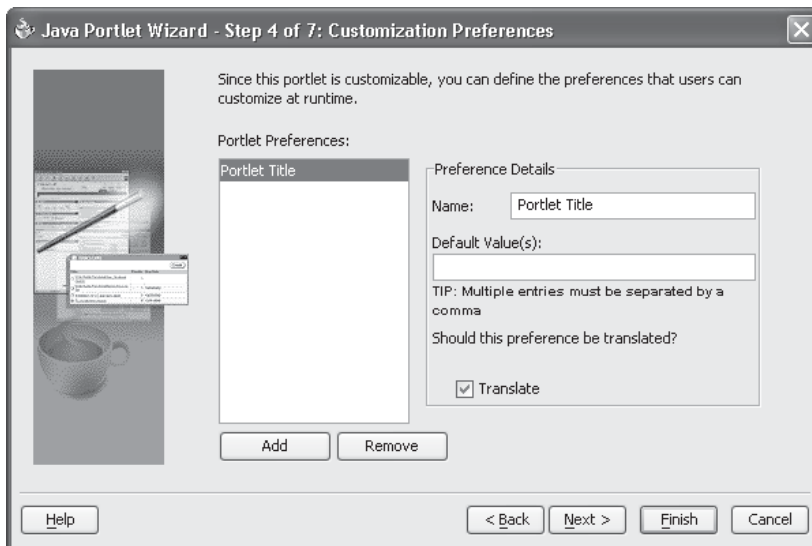 Java Portlet Wizard - Step 4 of 7: Customization Preferences
Since this portlet is customizable, you can define the preferences that users can
customize at runtime.
Portlet Preferences:
Portlet Title
Preference Details
Name: Portlet Title
Default Value(s):
TIP: Multiple entries must be separated by a
comma
Should this preference be translated?
Translate
Add Remove
Help < Back Next > Finish Cancel